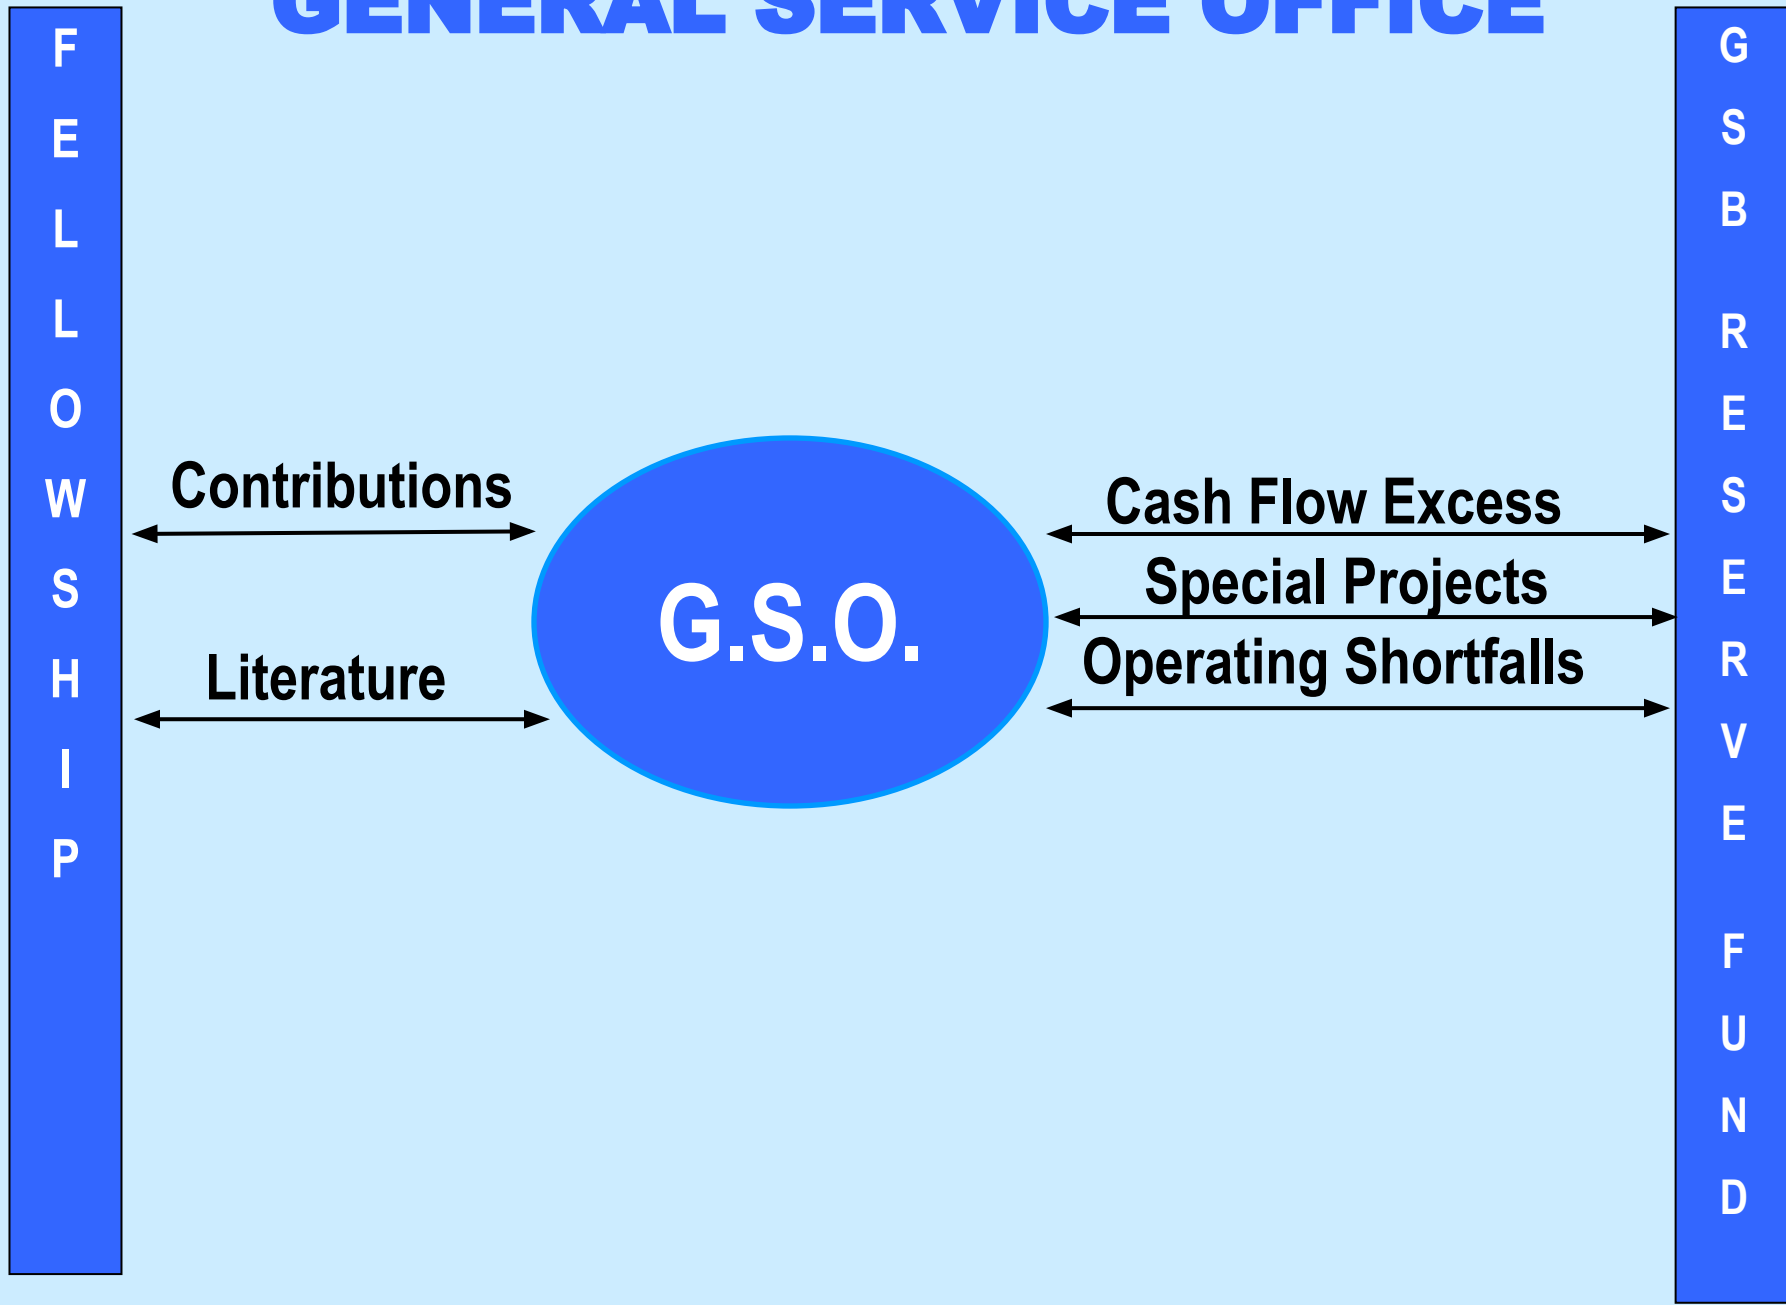 GENERAL SERVICE OFFICE
FELLOWSHIP
Contributions
Literature
G.S.O.
Cash Flow Excess
Special Projects
Operating Shortfalls
GSB RESERVE FUND